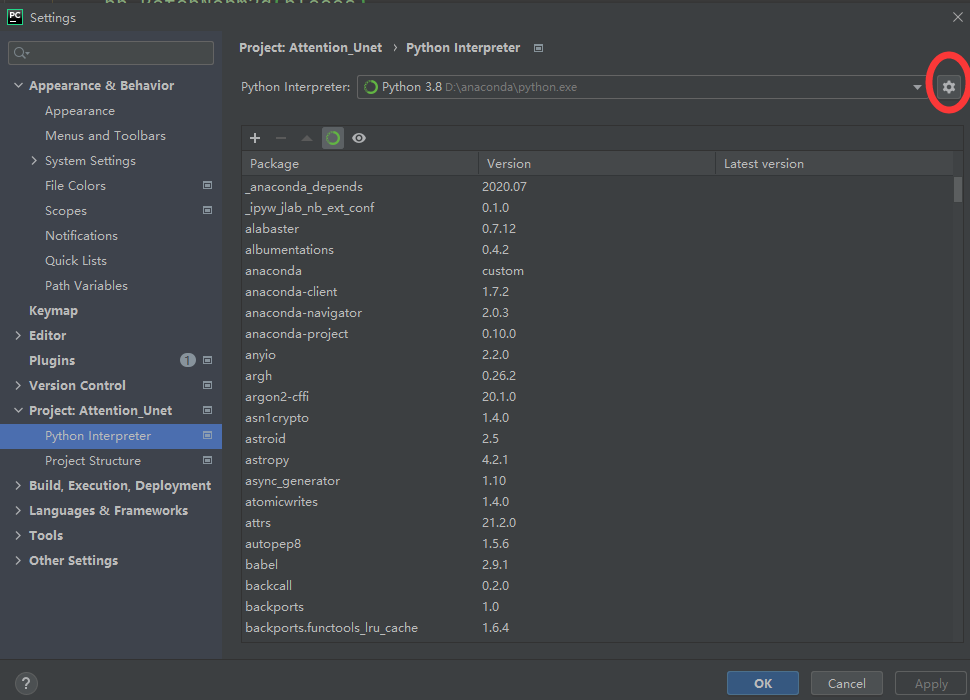 PC Settings
Project: Attention_Unet › Python Interpreter
Python Interpreter: Python 3.8 D:\anaconda\python.exe
Appearance & Behavior
Appearance
Menus and Toolbars
System Settings
File Colors
Scopes
Notifications
Quick Lists
Path Variables
Keymap
Editor
Plugins 1
Version Control
Project: Attention_Unet
Python Interpreter
Project Structure
Build, Execution, Deployment
Languages & Frameworks
Tools
Other Settings
Package Version Latest version
_anaconda_depends 2020.07
_ipyw_jlab_nb_ext_conf 0.1.0
alabaster 0.7.12
albumentations 0.4.2
anaconda custom
anaconda-client 1.7.2
anaconda-navigator 2.0.3
anaconda-project 0.10.0
anyio 2.2.0
argh 0.26.2
argon2-cffi 20.1.0
asn1crypto 1.4.0
astroid 2.5
astropy 4.2.1
async_generator 1.10
atomicwrites 1.4.0
attrs 21.2.0
autopep8 1.5.6
babel 2.9.1
backcall 0.2.0
backports 1.0
backports.functools_lru_cache 1.6.4
? OK Cancel Apply